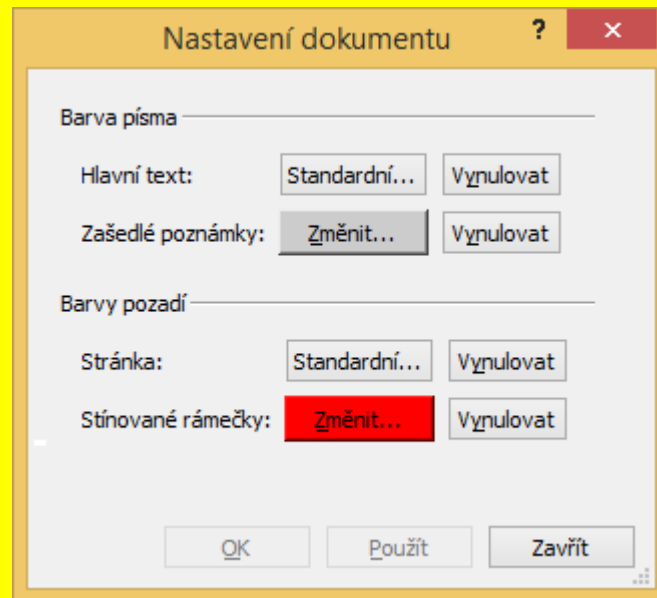 Nastavení dokumentu ? ×
Barva písma
Hlavní text: Standardní... Vynulovat
Zašedlé poznámky: Změnit... Vynulovat
Barvy pozadí
Stránka: Standardní... Vynulovat
Stínované rámečky: Změnit... Vynulovat
OK Použít Zavřít